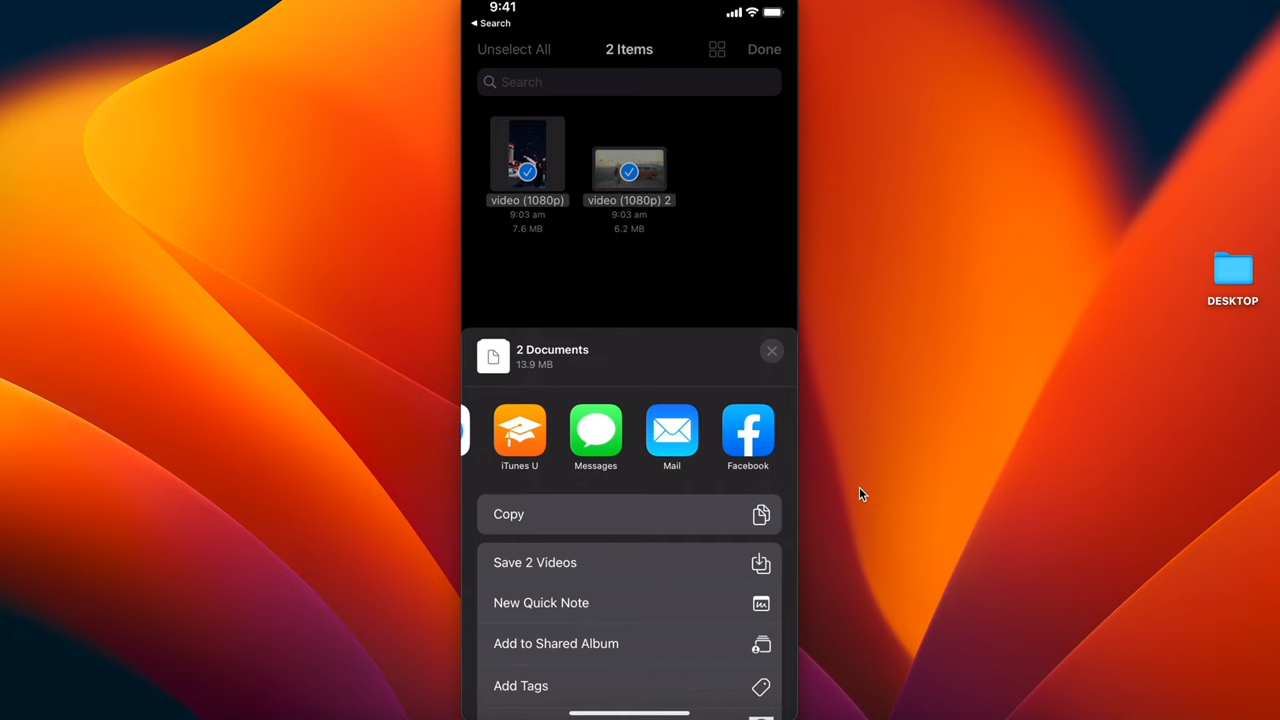 9:41
◀ Search
Unselect All
2 Items
Done
Search
video (1080p)
9:03 am
7.6 MB
video (1080p) 2
9:03 am
6.2 MB
2 Documents
13.9 MB
iTunes U
Messages
Mail
Facebook
Copy
Save 2 Videos
New Quick Note
Add to Shared Album
Add Tags
DESKTOP